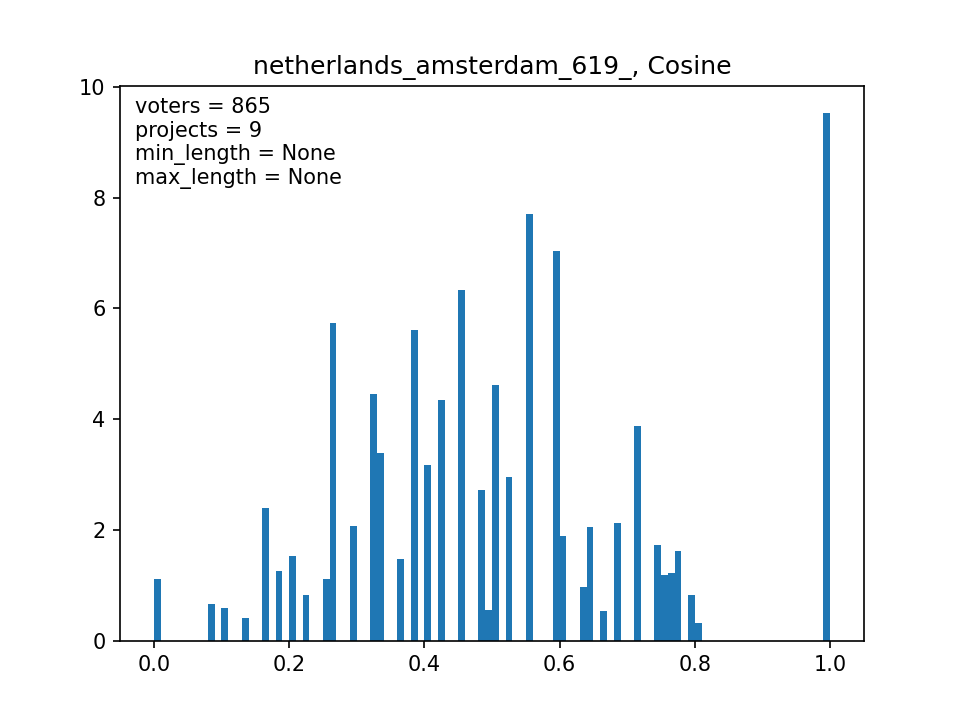 netherlands_amsterdam_619_, Cosine
voters = 865
projects = 9
min_length = None
max_length = None
10
8
6
4
2
0
0.0 0.2 0.4 0.6 0.8 1.0